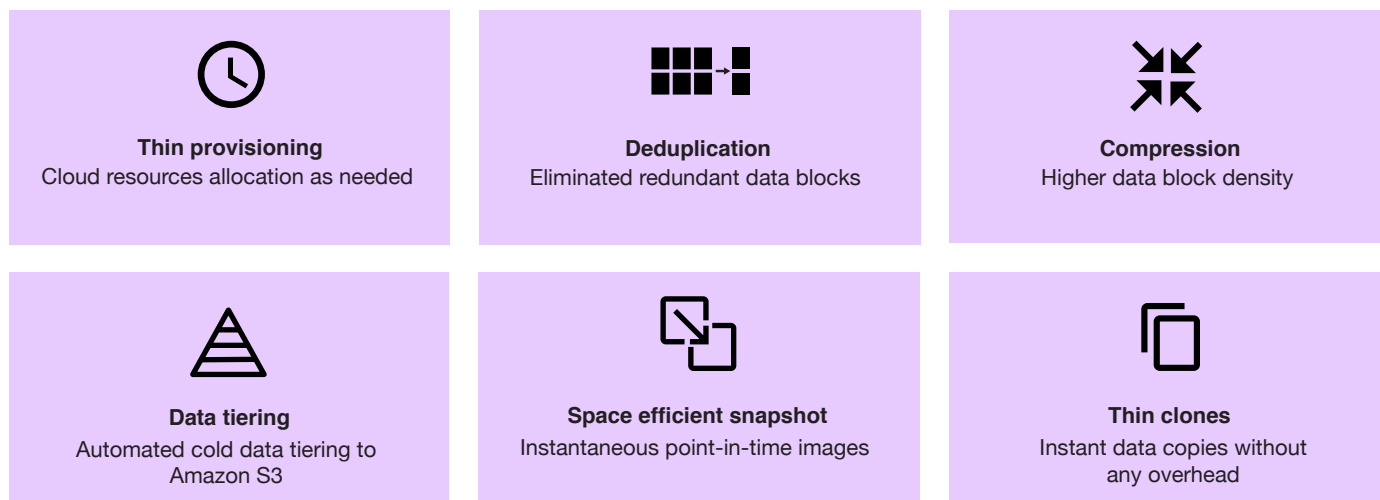 Thin provisioning
Cloud resources allocation as needed
Deduplication
Eliminated redundant data blocks
Compression
Higher data block density
Data tiering
Automated cold data tiering to
Amazon S3
Space efficient snapshot
Instantaneous point-in-time images
Thin clones
Instant data copies without
any overhead